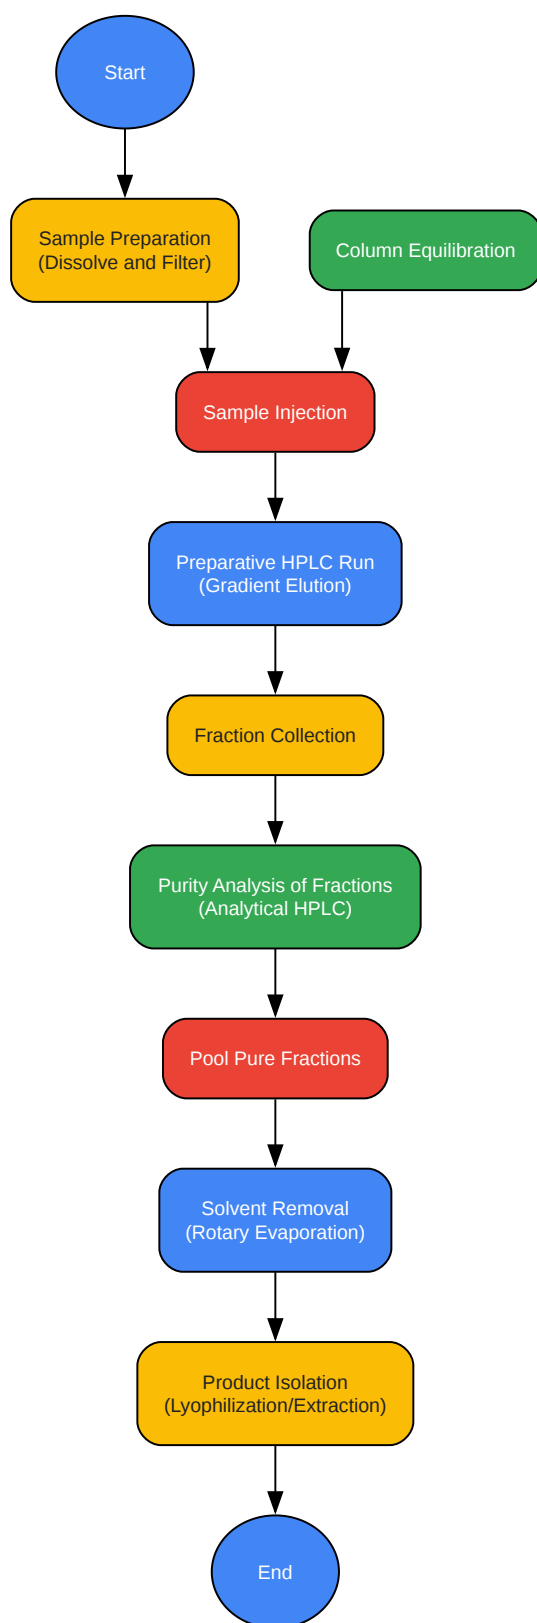 Start
Sample Preparation
(Dissolve and Filter)
Column Equilibration
Sample Injection
Preparative HPLC Run
(Gradient Elution)
Fraction Collection
Purity Analysis of Fractions
(Analytical HPLC)
Pool Pure Fractions
Solvent Removal
(Rotary Evaporation)
Product Isolation
(Lyophilization/Extraction)
End